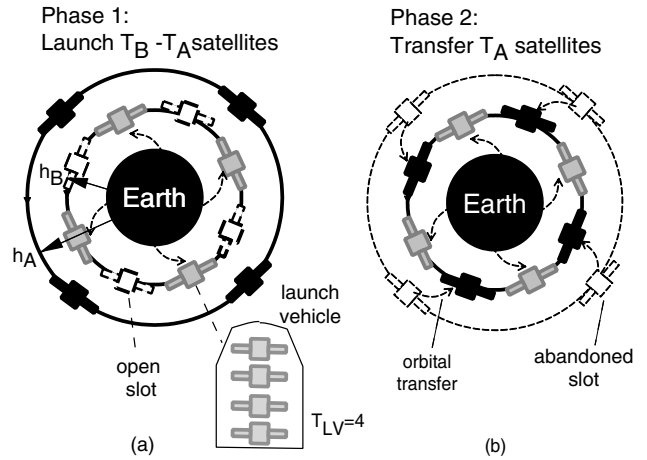 Phase 1:
Launch T_B -T_A satellites
Phase 2:
Transfer T_A satellites
Earth
h_B
h_A
open
slot
launch
vehicle
T_LV=4
(a)
Earth
orbital
transfer
abandoned
slot
(b)